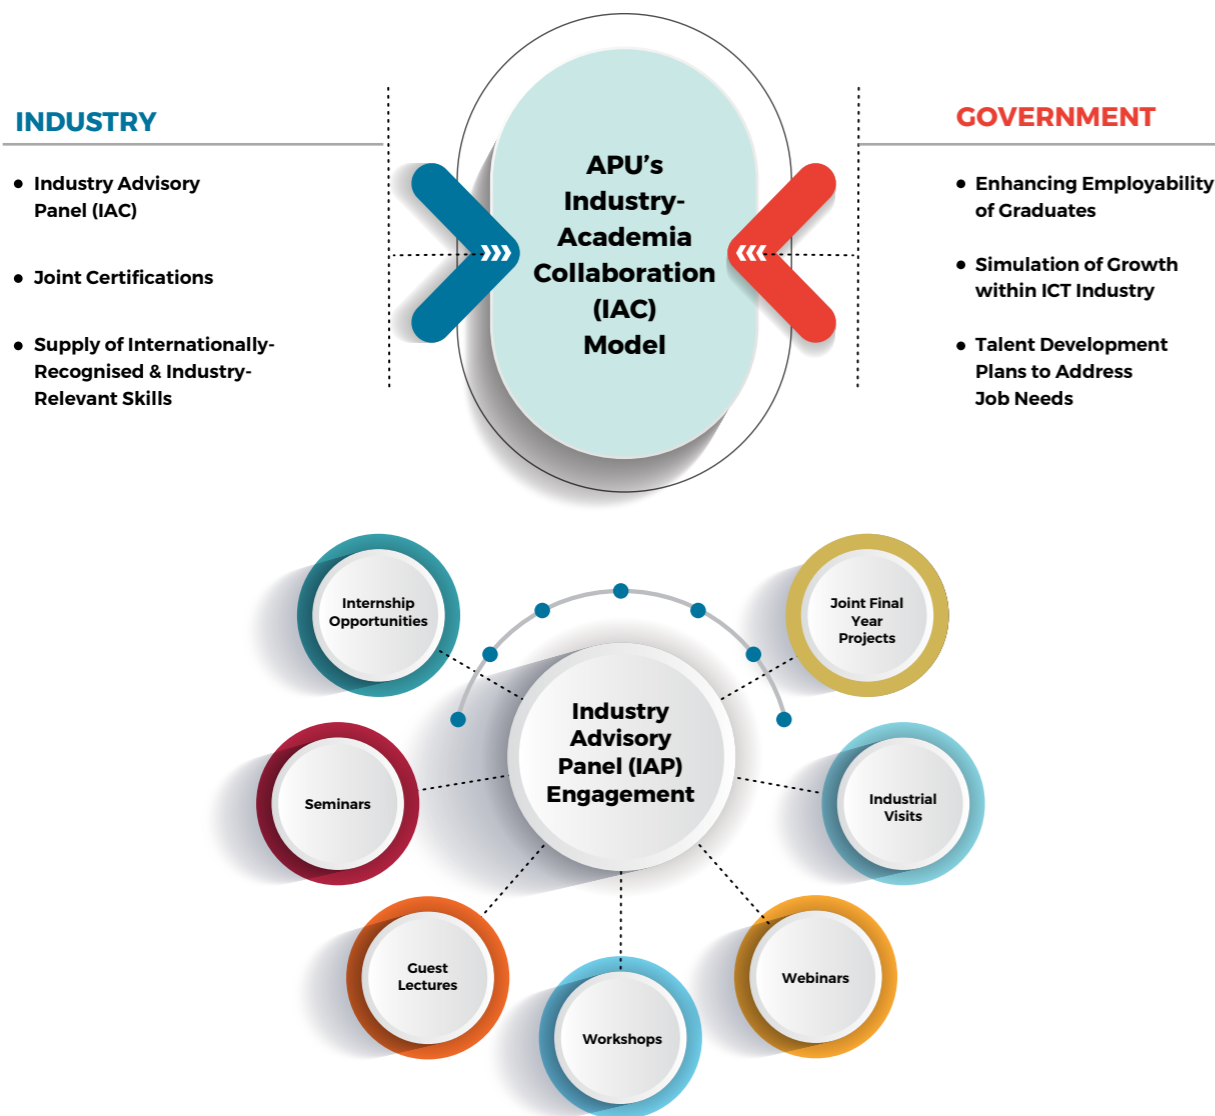 INDUSTRY
Industry Advisory
Panel (IAC)
Joint Certifications
Supply of Internationally-
Recognised & Industry-
Relevant Skills
APU's
Industry-
Academia
Collaboration
(IAC)
Model
GOVERNMENT
Enhancing Employability
of Graduates
Simulation of Growth
within ICT Industry
Talent Development
Plans to Address
Job Needs
Internship
Opportunities
Joint Final
Year
Projects
Industry
Advisory
Panel (IAP)
Engagement
Seminars
Industrial
Visits
Guest
Lectures
Webinars
Workshops